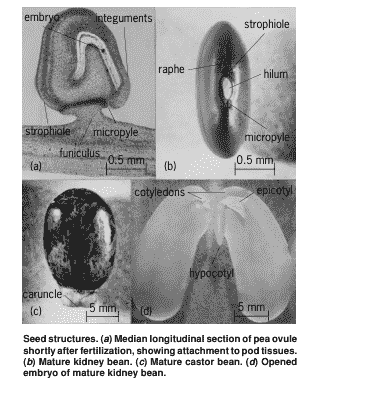 embryo
integuments
strophiole
micropyle
funiculus
(a)
0.5 mm
strophiole
raphe
hilum
micropyle
(b)
0.5 mm
caruncle
(c)
5 mm
cotyledons
epicotyl
hypocotyl
(d)
5 mm
Seed structures. (a) Median longitudinal section of pea ovule
shortly after fertilization, showing attachment to pod tissues.
(b) Mature kidney bean. (c) Mature castor bean. (d) Opened
embryo of mature kidney bean.